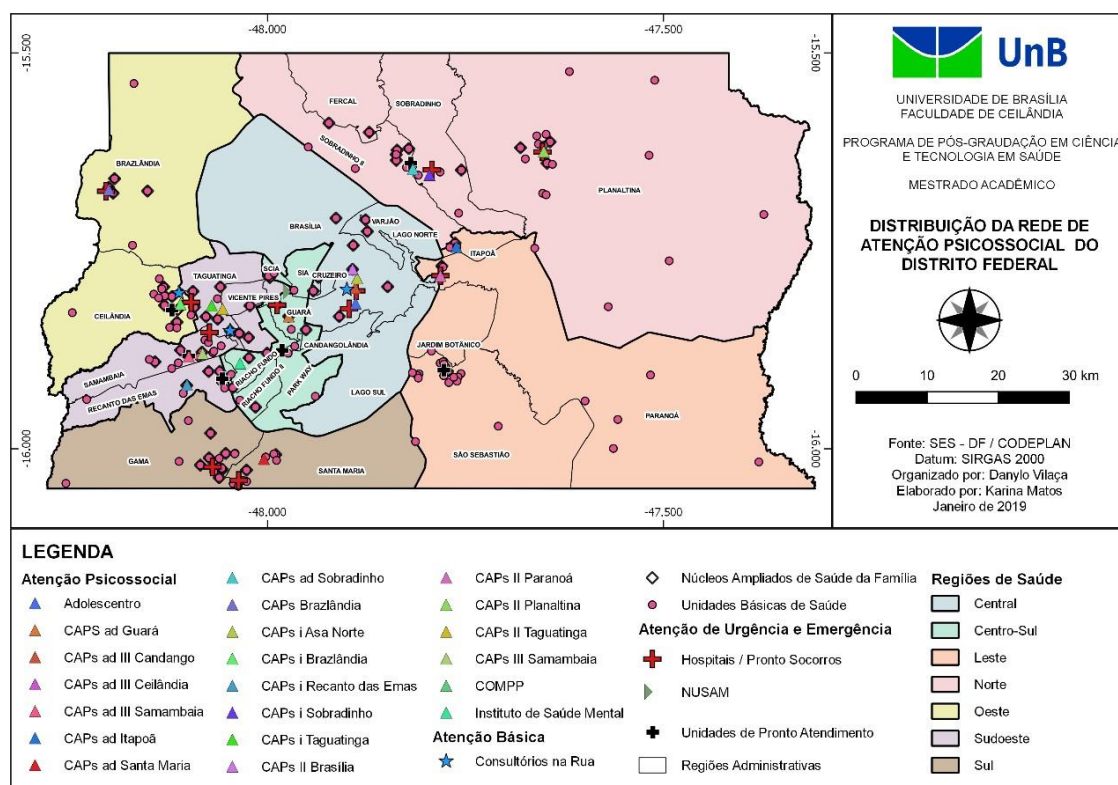 -48.000
-47.500
-15.500
-15.500
FERCAL
SOBRADINHO
SOBRADINHO II
BRAZLÂNDIA
PLANALTINA
BRASÍLIA
VARJÃO
LAGO NORTE
ITAPOÃ
TAGUATINGA
SCIA
SIA
CRUZEIRO
VICENTE PIRES
CEILÂNDIA
GUARÁ
CANDANGOLÂNDIA
JARDIM BOTÂNICO
RIACHO FUNDO
RIACHO FUNDO II
PARK WAY
SAMAMBAIA
RECANTO DAS EMAS
LAGO SUL
PARANOÁ
GAMA
SANTA MARIA
SÃO SEBASTIÃO
-16.000
-16.000
-48.000
-47.500
UnB
UNIVERSIDADE DE BRASÍLIA
FACULDADE DE CEILÂNDIA
PROGRAMA DE PÓS-GRAUDAÇÃO EM CIÊNCIA
E TECNOLOGIA EM SAÚDE
MESTRADO ACADÊMICO
DISTRIBUIÇÃO DA REDE DE
ATENÇÃO PSICOSSOCIAL DO
DISTRITO FEDERAL
0 10 20 30 km
Fonte: SES - DF / CODEPLAN
Datum: SIRGAS 2000
Organizado por: Danylo Vilaça
Elaborado por: Karina Matos
Janeiro de 2019
LEGENDA
Atenção Psicossocial
Adolescentro
CAPS ad Guará
CAPs ad III Candango
CAPs ad III Ceilândia
CAPs ad III Samambaia
CAPs ad Itapoã
CAPs ad Santa Maria
CAPs ad Sobradinho
CAPs Brazlândia
CAPs i Asa Norte
CAPs i Brazlândia
CAPs i Recanto das Emas
CAPs i Sobradinho
CAPs i Taguatinga
CAPs II Brasília
CAPs II Paranoá
CAPs II Planaltina
CAPs II Taguatinga
CAPs III Samambaia
COMPP
Instituto de Saúde Mental
Atenção Básica
Consultórios na Rua
Núcleos Ampliados de Saúde da Família
Unidades Básicas de Saúde
Atenção de Urgência e Emergência
Hospitais / Pronto Socorros
NUSAM
Unidades de Pronto Atendimento
Regiões Administrativas
Regiões de Saúde
Central
Centro-Sul
Leste
Norte
Oeste
Sudoeste
Sul